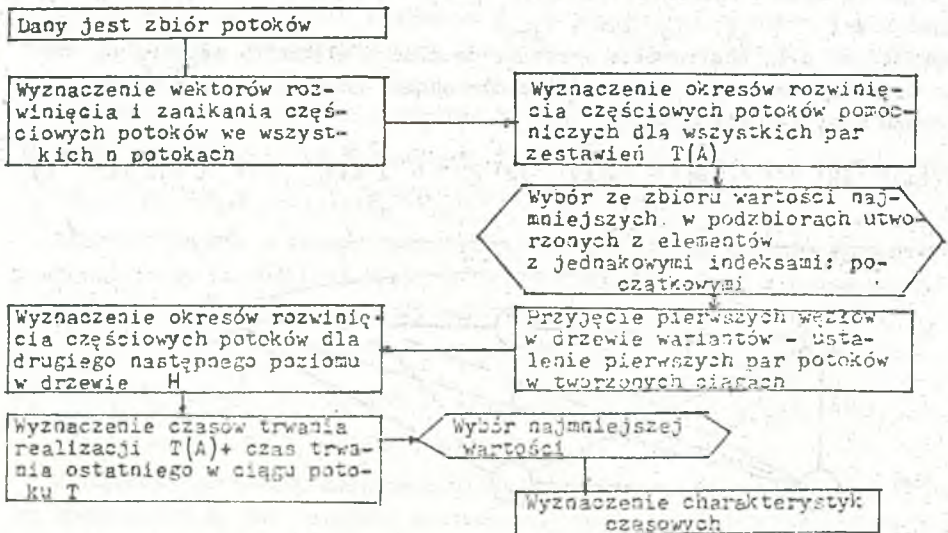 Dany jest zbiór potoków
Wyznaczenie wektorów roz-
winięcia i zanikania częś-
ciowych potoków we wszyst-
kich n potokach
Wyznaczenie okresów rozwinię-
cia częściowych potoków poroc-
niczych dla wszystkich par
zestawień T(A)
Wybór ze zbioru wartości naj-
mniejszych w podzbiorach utwo
rzonych z elementów
z jednakowymi indeksami: po-
czątkowymi
Przyjęcie pierwszych węzłów
w drzewie wariantów - usta-
lenie pierwszych par potoków
w tworzonych ciągach
Wyznaczenie okresów rozwinię-
cia częściowych potoków dla
drugiego następnego poziomu
w drzewie H
Wyznaczenie czasów trwania
realizacji T(A)+ czas trwa-
nia ostatniego w ciągu poto-
ku T
Wybór najmniejszej
wartości
Wyznaczenie charakterystyk
czasowych